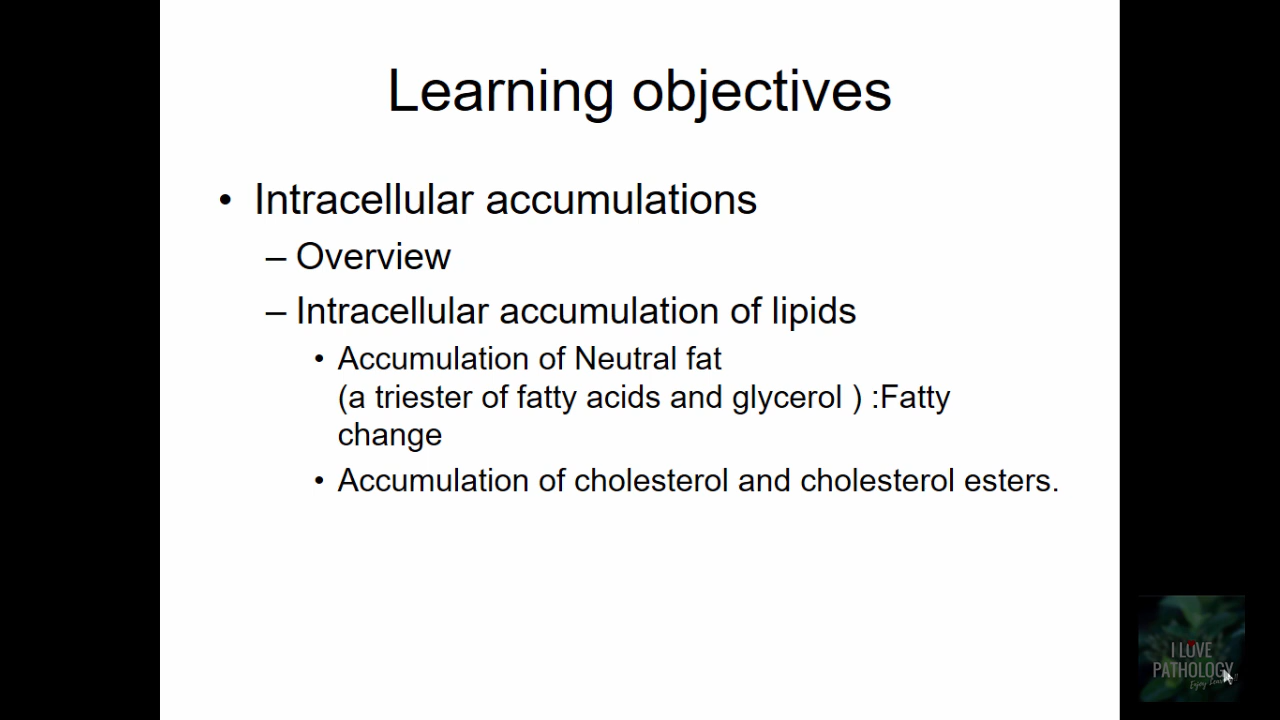 Learning objectives
• Intracellular accumulations
– Overview
– Intracellular accumulation of lipids
• Accumulation of Neutral fat
(a triester of fatty acids and glycerol ) :Fatty
change
• Accumulation of cholesterol and cholesterol esters.
I LOVE
PATHOLOGY
Enjoy